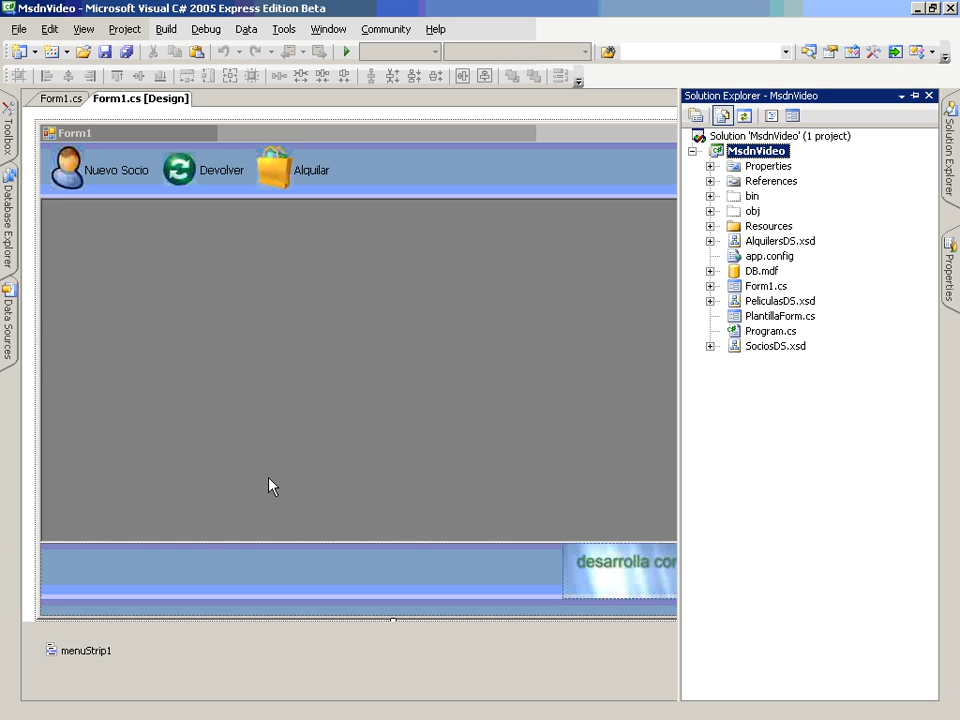 MsdnVideo - Microsoft Visual C# 2005 Express Edition Beta
File Edit View Project Build Debug Data Tools Window Community Help
Form1.cs Form1.cs [Design]
Form1
Nuevo Socio Devolver Alquilar
desarrolla con
menuStrip1
Toolbox
Database Explorer
Data Sources
Solution Explorer - MsdnVideo
Solution 'MsdnVideo' (1 project)
MsdnVideo
Properties
References
bin
obj
Resources
AlquilersDS.xsd
app.config
DB.mdf
Form1.cs
PeliculasDS.xsd
PlantillaForm.cs
Program.cs
SociosDS.xsd
Solution Explorer
Properties